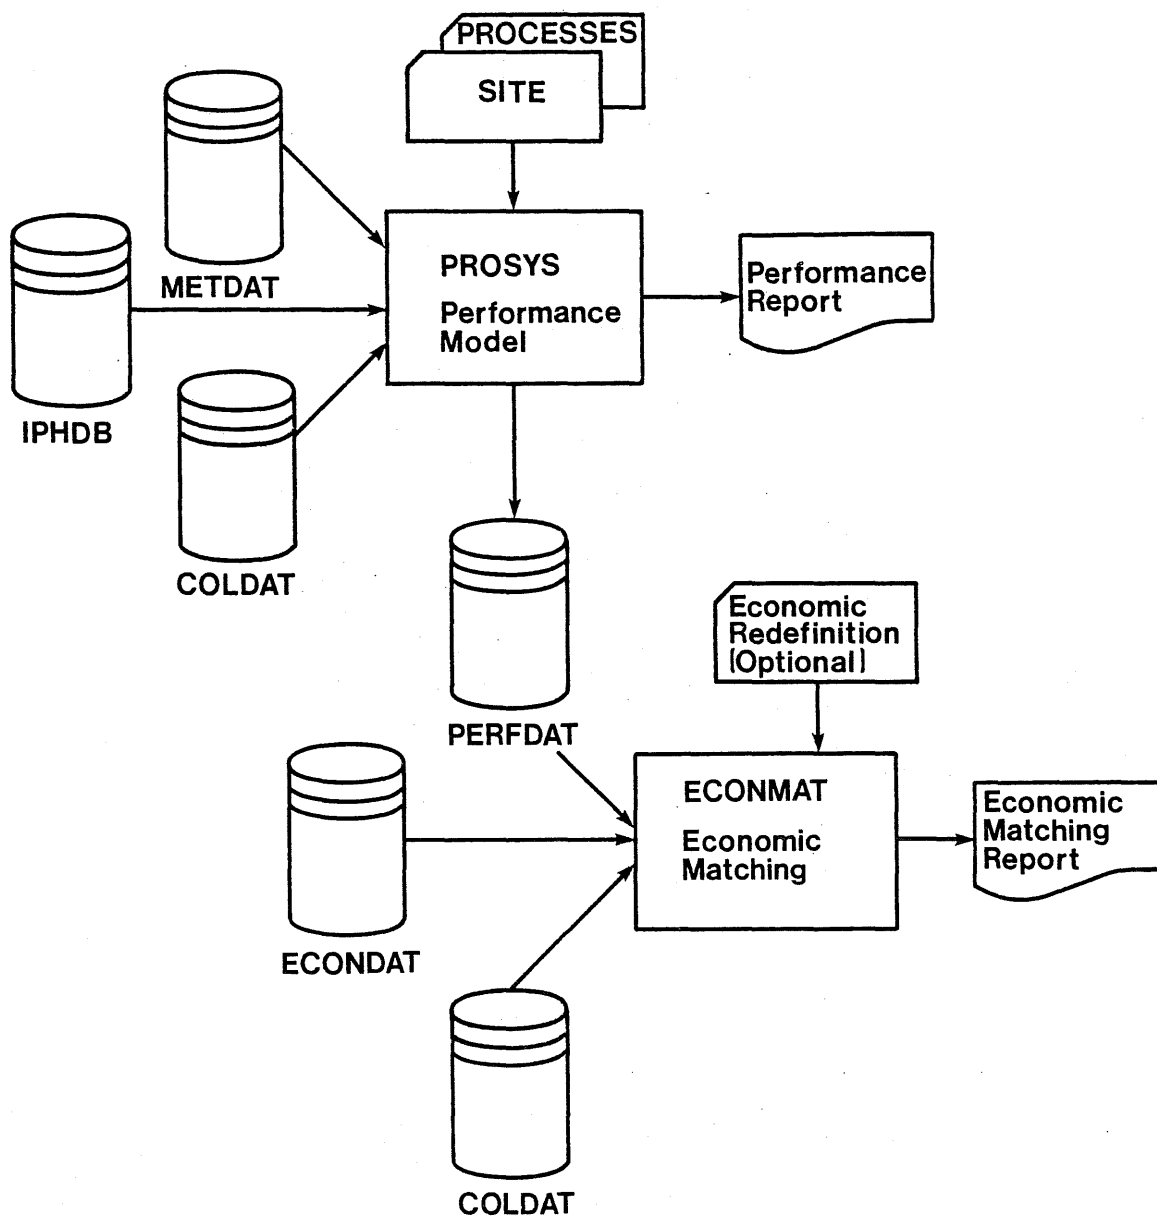 PROCESSES
SITE
METDAT
PROSYS
Performance
Model
Performance
Report
IPHDB
COLDAT
PERFDAT
Economic
Redefinition
(Optional)
ECONMAT
Economic
Matching
Economic
Matching
Report
ECONDAT
COLDAT